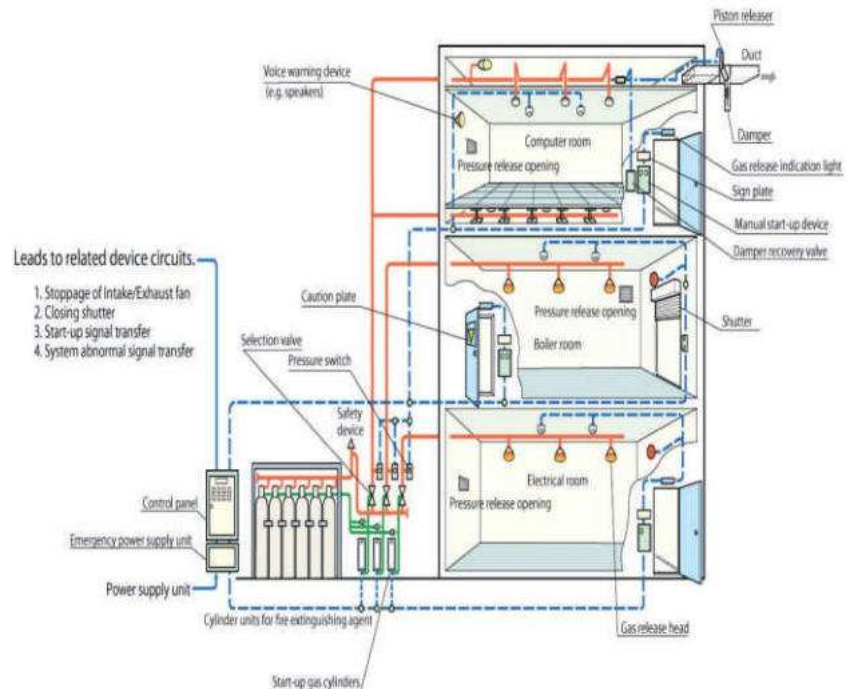 Piston releaser
Duct
Voice warning device
(e.g. speakers)
Damper
Computer room
Pressure release opening
Gas release indication light
Sign plate
Manual start-up device
Damper recovery valve
Leads to related device circuits.
1. Stoppage of Intake/Exhaust fan
2. Closing shutter
3. Start-up signal transfer
4. System abnormal signal transfer
Caution plate
Selection valve
Pressure switch
Pressure release opening
Boiler room
Shutter
Safety
device
Electrical room
Pressure release opening
Control panel
Emergency power supply unit
Power supply unit
Cylinder units for fire extinguishing agent
Gas release head
Start-up gas cylinders